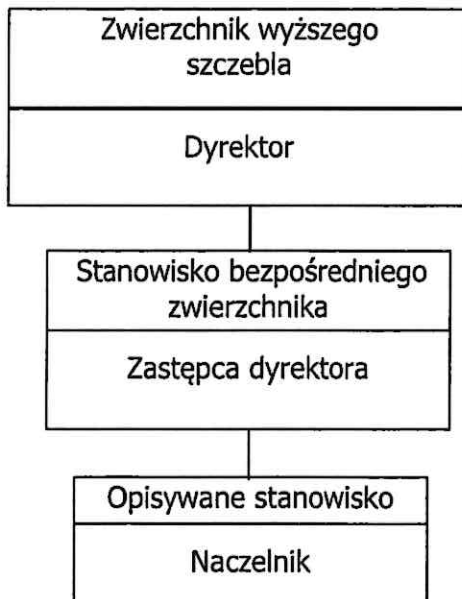 Zwierzchnik wyższego
szczebla
Dyrektor
Stanowisko bezpośredniego
zwierzchnika
Zastępca dyrektora
Opisywane stanowisko
Naczelnik